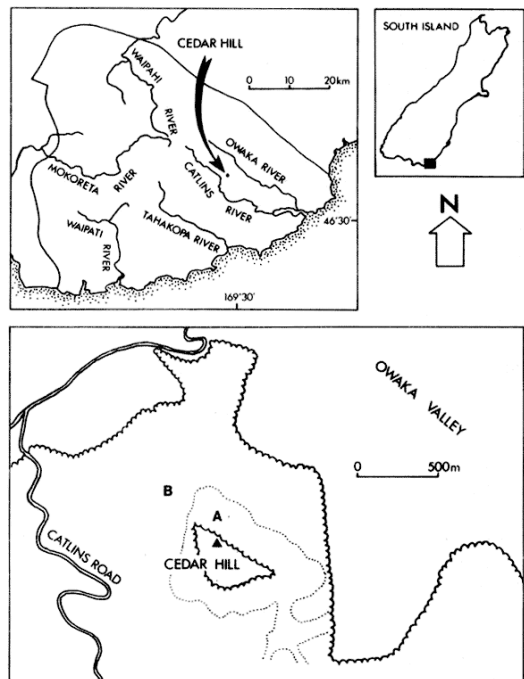 CEDAR HILL
SOUTH ISLAND
WAIPAHI
RIVER
0 10 20km
OWAKA RIVER
CATLINS
RIVER
MOKORETA
RIVER
WAIPATI
RIVER
TAHAKOPA RIVER
46°30'
169°30'
N
OWAKA VALLEY
0 500m
B
A
CEDAR HILL
CATLINS ROAD